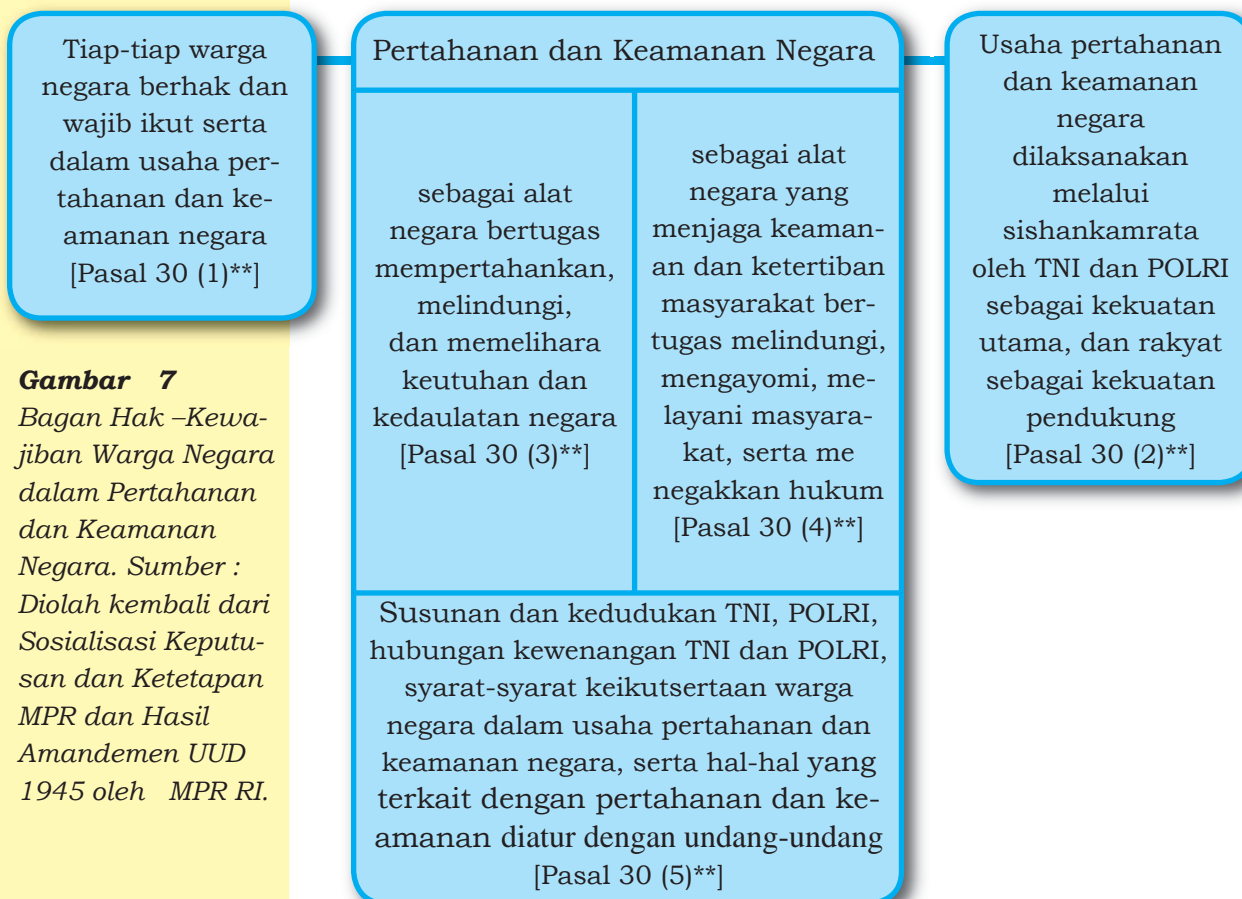 Tiap-tiap warga
negara berhak dan
wajib ikut serta
dalam usaha per-
tahanan dan ke-
amanan negara
[Pasal 30 (1)**]
Gambar 7
Bagan Hak –Kewa-
jiban Warga Negara
dalam Pertahanan
dan Keamanan
Negara. Sumber :
Diolah kembali dari
Sosialisasi Keputu-
san dan Ketetapan
MPR dan Hasil
Amandemen UUD
1945 oleh MPR RI.
Pertahanan dan Keamanan Negara
sebagai alat
negara bertugas
mempertahankan,
melindungi,
dan memelihara
keutuhan dan
kedaulatan negara
[Pasal 30 (3)**]
sebagai alat
negara yang
menjaga keaman-
an dan ketertiban
masyarakat ber-
tugas melindungi,
mengayomi, me-
layani masyara-
kat, serta me
negakkan hukum
[Pasal 30 (4)**]
Susunan dan kedudukan TNI, POLRI,
hubungan kewenangan TNI dan POLRI,
syarat-syarat keikutsertaan warga
negara dalam usaha pertahanan dan
keamanan negara, serta hal-hal yang
terkait dengan pertahanan dan ke-
amanan diatur dengan undang-undang
[Pasal 30 (5)**]
Usaha pertahanan
dan keamanan
negara
dilaksanakan
melalui
sishankamrata
oleh TNI dan POLRI
sebagai kekuatan
utama, dan rakyat
sebagai kekuatan
pendukung
[Pasal 30 (2)**]